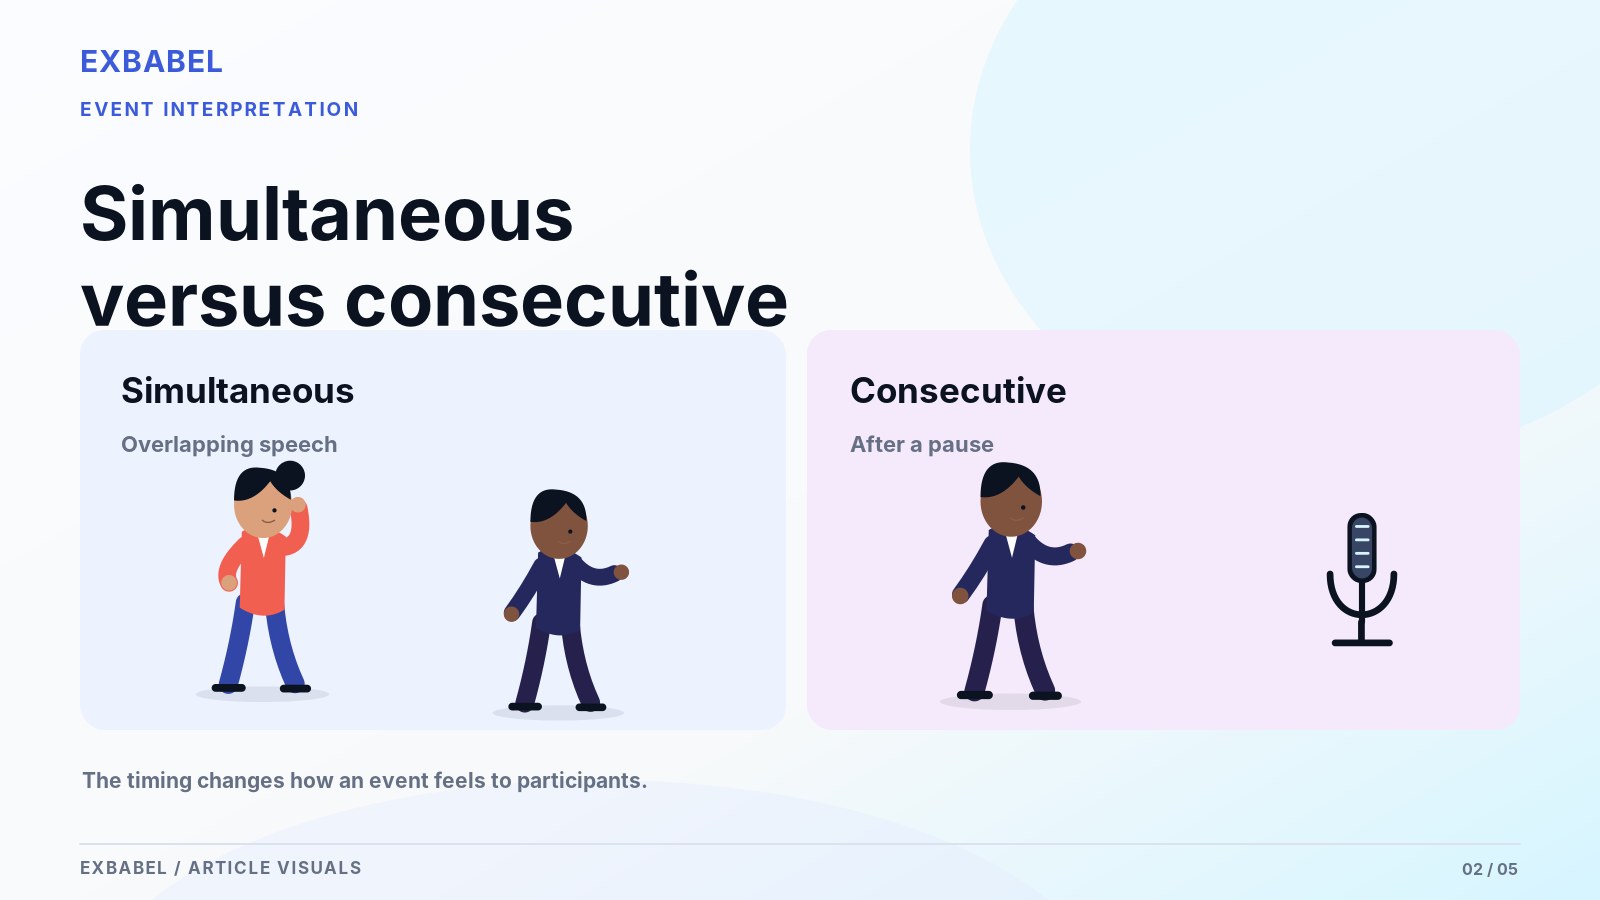 EXBABEL
EVENT INTERPRETATION
Simultaneous
versus consecutive
Simultaneous
Overlapping speech
Consecutive
After a pause
The timing changes how an event feels to participants.
EXBABEL / ARTICLE VISUALS
02 / 05